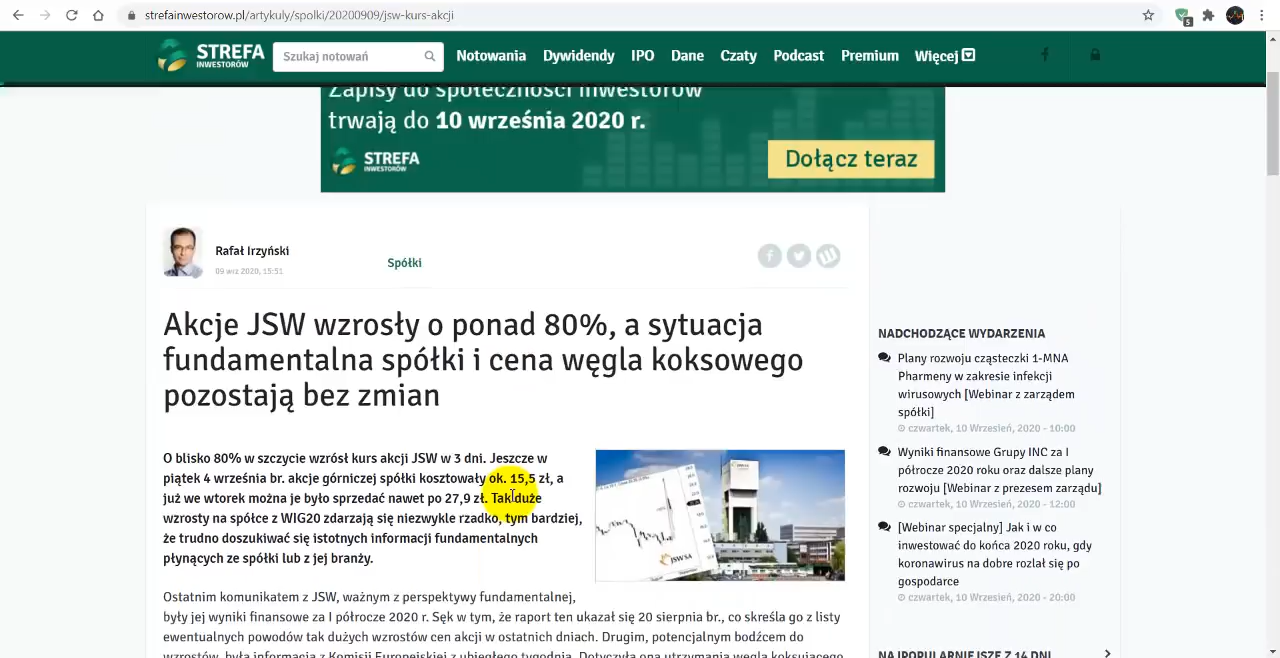 strefainwestorow.pl/artykuly/spolki/20200909/jsw-kurs-akcji
5
STREFA
INWESTORÓW
Szukaj notowań
Notowania Dywidendy IPO Dane Czaty Podcast Premium Więcej
Zapisy do społeczności inwestorów
trwają do 10 września 2020 r.
STREFA
INWESTORÓW
Dołącz teraz
Rafał Irzyński
09 wrz 2020, 15:51
Spółki
Akcje JSW wzrosły o ponad 80%, a sytuacja
fundamentalna spółki i cena węgla koksowego
pozostają bez zmian
O blisko 80% w szczycie wzrósł kurs akcji JSW w 3 dni. Jeszcze w
piątek 4 września br. akcje górniczej spółki kosztowały ok. 15,5 zł, a
już we wtorek można je było sprzedać nawet po 27,9 zł. Tak duże
wzrosty na spółce z WIG20 zdarzają się niezwykle rzadko, tym bardziej,
że trudno doszukiwać się istotnych informacji fundamentalnych
płynących ze spółki lub z jej branży.
JSW SA
Ostatnim komunikatem z JSW, ważnym z perspektywy fundamentalnej,
były jej wyniki finansowe za I półrocze 2020 r. Sęk w tym, że raport ten ukazał się 20 sierpnia br., co skreśla go z listy
ewentualnych powodów tak dużych wzrostów cen akcji w ostatnich dniach. Drugim, potencjalnym bodźcem do
wzrostów, była informacja z Komisji Europejskiej z ubiegłego tygodnia. Dotyczyła ona utrzymania węgla koksującego
NADCHODZĄCE WYDARZENIA
Plany rozwoju cząsteczki 1-MNA
Pharmeny w zakresie infekcji
wirusowych [Webinar z zarządem
spółki]
czwartek, 10 Wrzesień, 2020 - 10:00
Wyniki finansowe Grupy INC za I
półrocze 2020 roku oraz dalsze plany
rozwoju [Webinar z prezesem zarządu]
czwartek, 10 Wrzesień, 2020 - 12:00
[Webinar specjalny] Jak i w co
inwestować do końca 2020 roku, gdy
koronawirus na dobre rozlał się po
gospodarce
czwartek, 10 Wrzesień, 2020 - 20:00
NAJPOPULARNIEJSZE Z 14 DNI